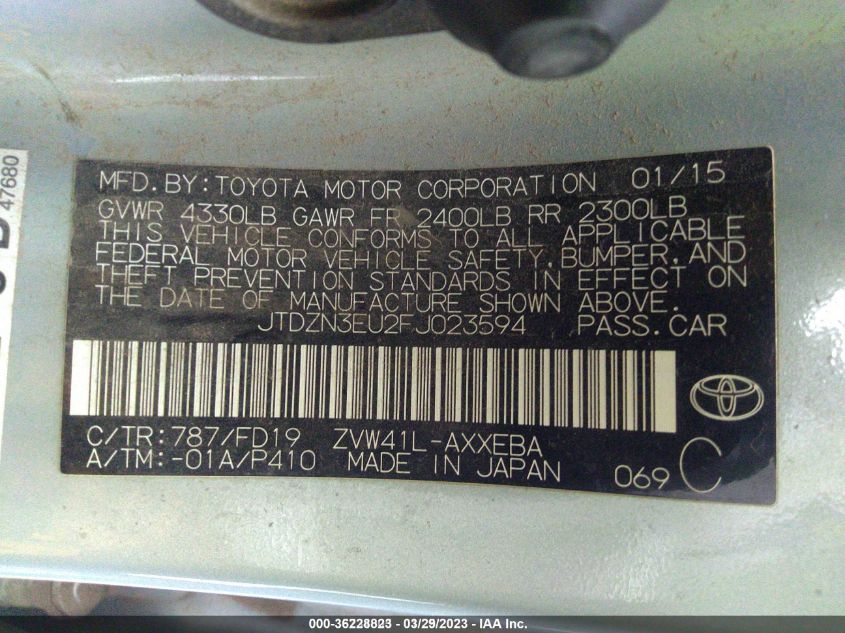 47680
MFD.BY:TOYOTA MOTOR CORPORATION 01/15
GVWR 4330LB GAWR FR 2400LB RR 2300LB
THIS VEHICLE CONFORMS TO ALL APPLICABLE
FEDERAL MOTOR VEHICLE SAFETY,BUMPER,AND
THEFT PREVENTION STANDARDS IN EFFECT ON
THE DATE OF MANUFACTURE SHOWN ABOVE.
JTDZN3EU2FJ023594 PASS.CAR
C/TR:787/FD19 ZVW41L-AXXEBA
A/TM:-01A/P410 MADE IN JAPAN 069 C
000-36228823 / 03/29/2023 - IAA Inc.